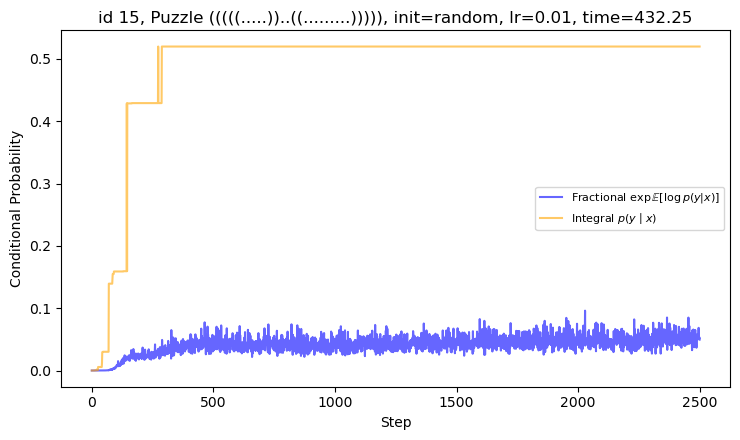 id 15, Puzzle (((((.....))..((.........))))), init=random, lr=0.01, time=432.25
Conditional Probability
0.5
0.4
0.3
0.2
0.1
0.0
Fractional exp𝔼[log p(y|x)]
Integral p(y | x)
0
500
1000
1500
2000
2500
Step